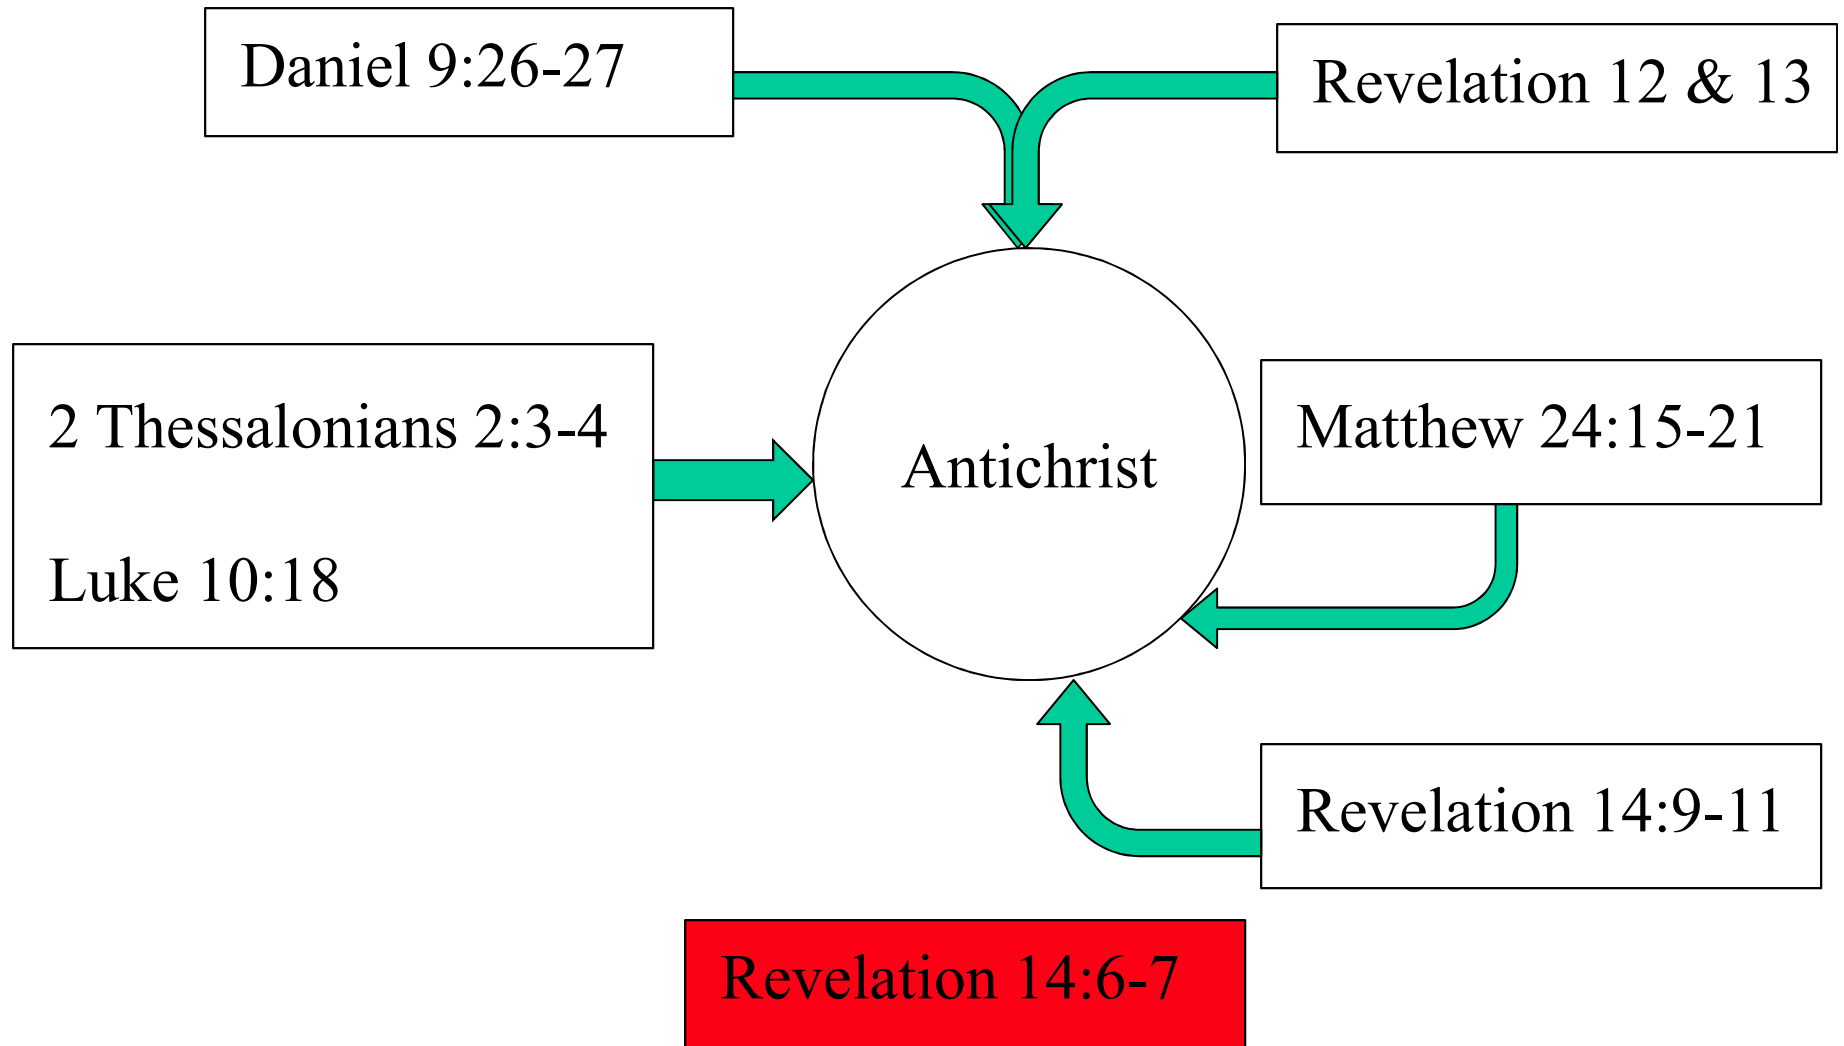 Daniel 9:26-27
Revelation 12 & 13
2 Thessalonians 2:3-4
Luke 10:18
Antichrist
Matthew 24:15-21
Revelation 14:9-11
Revelation 14:6-7